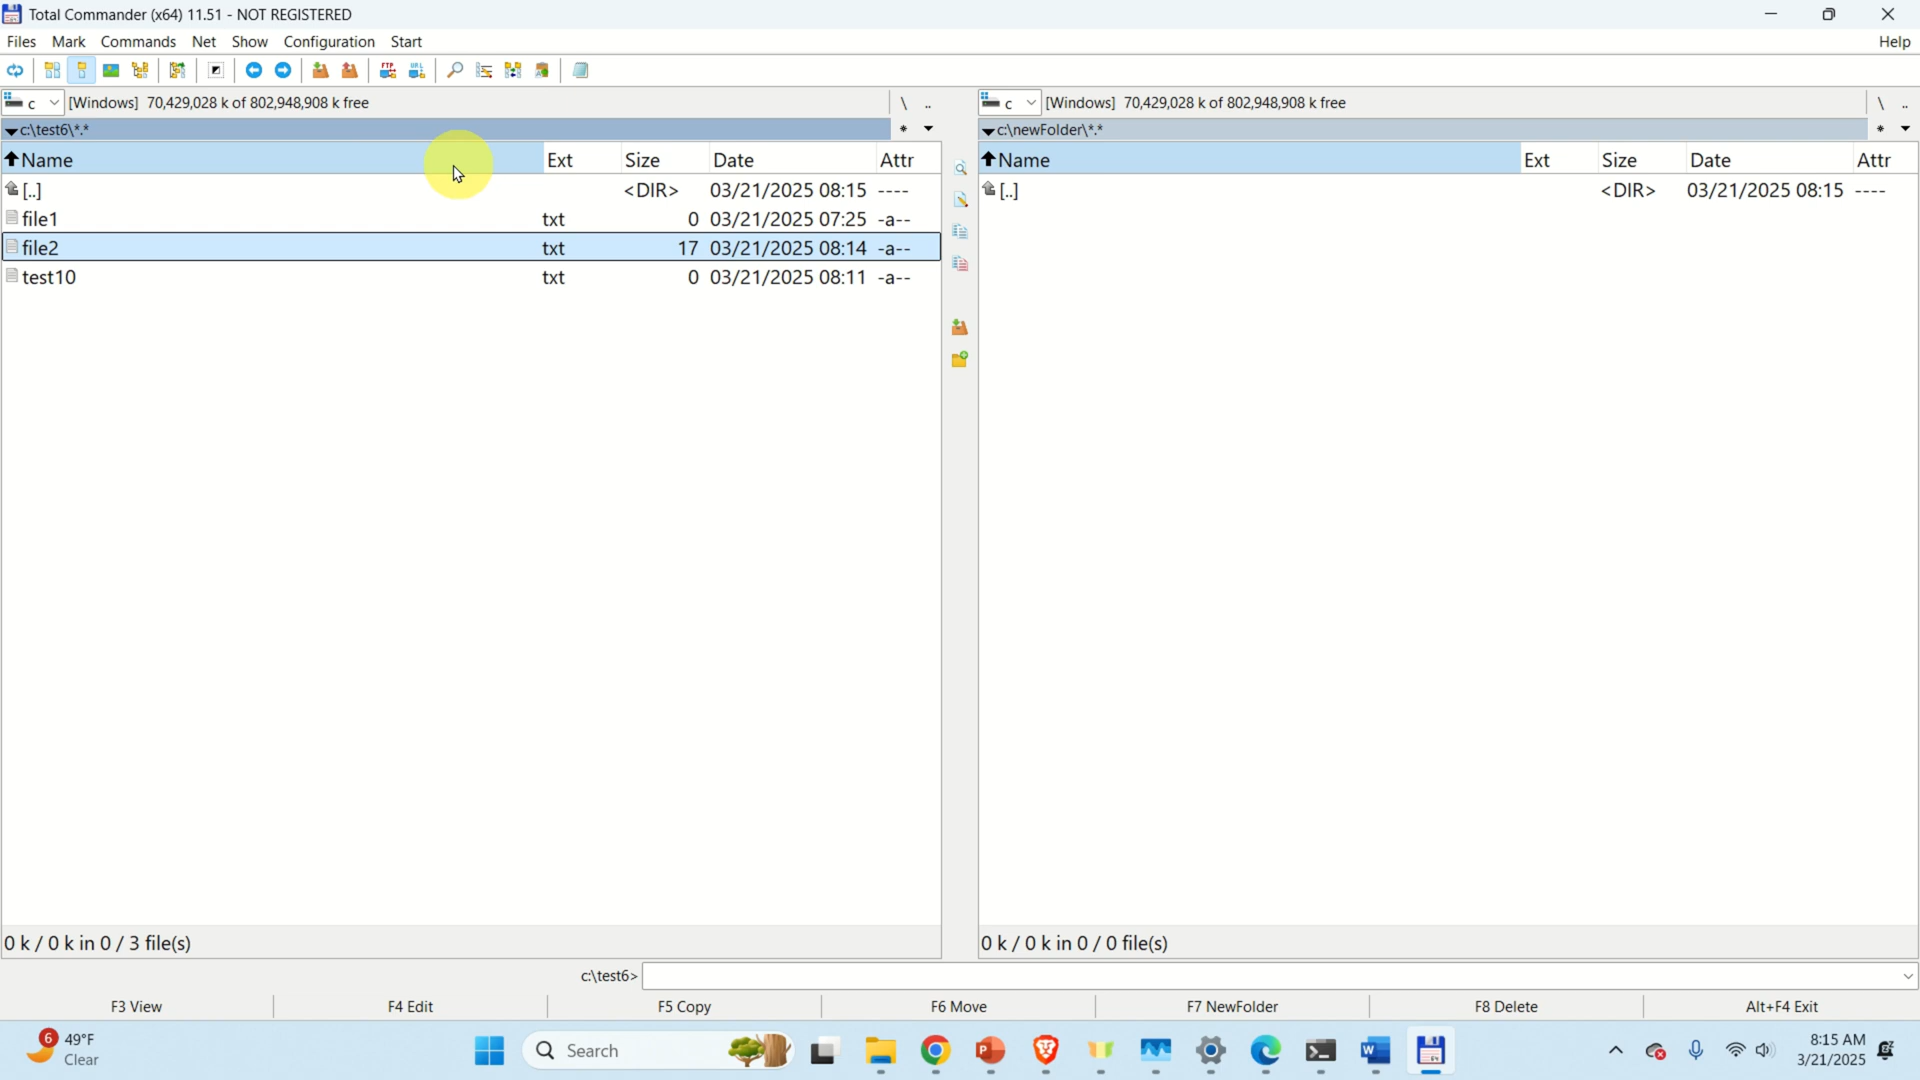 Total Commander (x64) 11.51 - NOT REGISTERED
Files Mark Commands Net Show Configuration Start Help
FTP URL
c [Windows] 70,429,028 k of 802,948,908 k free \ ..
c:\test6\*.* * 
Name Ext Size Date Attr
[..] <DIR> 03/21/2025 08:15 ----
file1 txt 0 03/21/2025 07:25 -a--
file2 txt 17 03/21/2025 08:14 -a--
test10 txt 0 03/21/2025 08:11 -a--
0 k / 0 k in 0 / 3 file(s)
c [Windows] 70,429,028 k of 802,948,908 k free \ ..
c:\newFolder\*.* *
Name Ext Size Date Attr
[..] <DIR> 03/21/2025 08:15 ----
0 k / 0 k in 0 / 0 file(s)
c:\test6>
F3 View F4 Edit F5 Copy F6 Move F7 NewFolder F8 Delete Alt+F4 Exit
6 49°F
Clear
Search
8:15 AM
3/21/2025